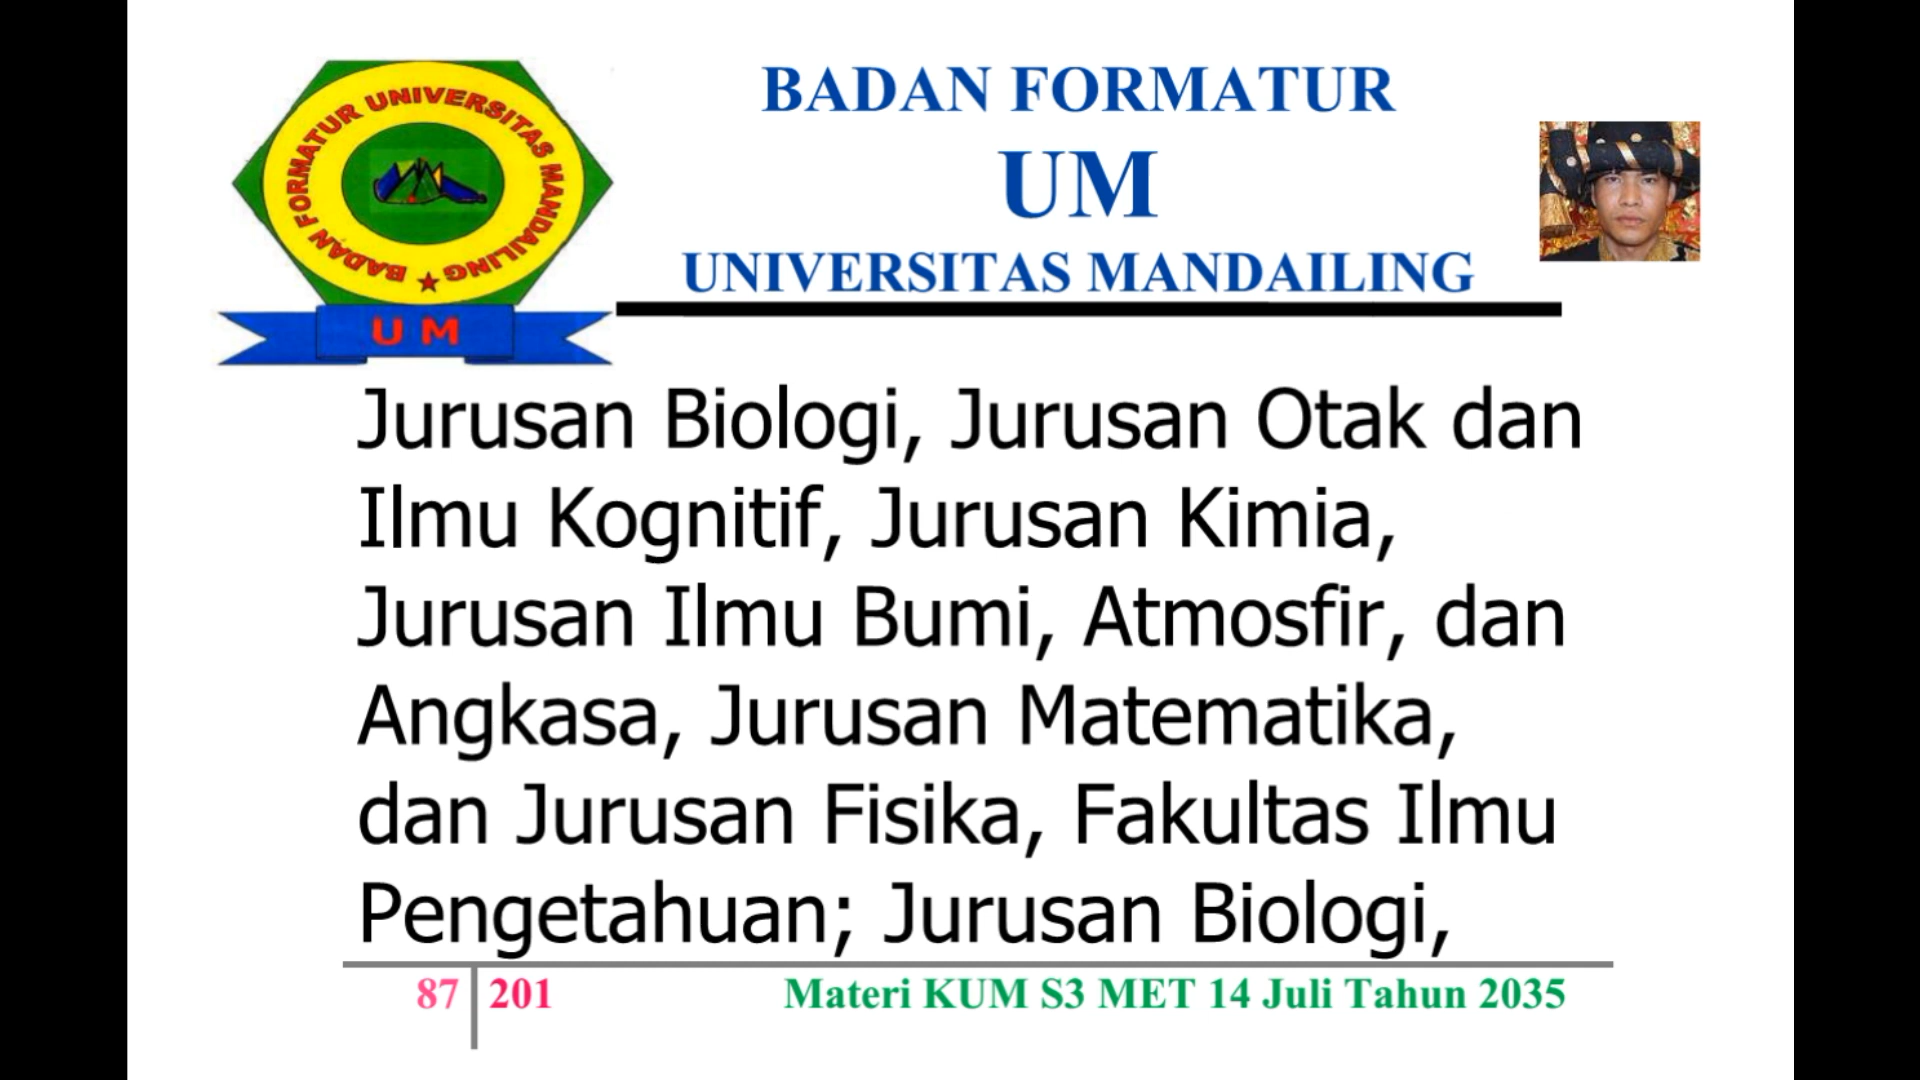 BADAN FORMATUR UNIVERSITAS MANDAILING
U M
BADAN FORMATUR
UM
UNIVERSITAS MANDAILING
Jurusan Biologi, Jurusan Otak dan
Ilmu Kognitif, Jurusan Kimia,
Jurusan Ilmu Bumi, Atmosfir, dan
Angkasa, Jurusan Matematika,
dan Jurusan Fisika, Fakultas Ilmu
Pengetahuan; Jurusan Biologi,
87 201 Materi KUM S3 MET 14 Juli Tahun 2035